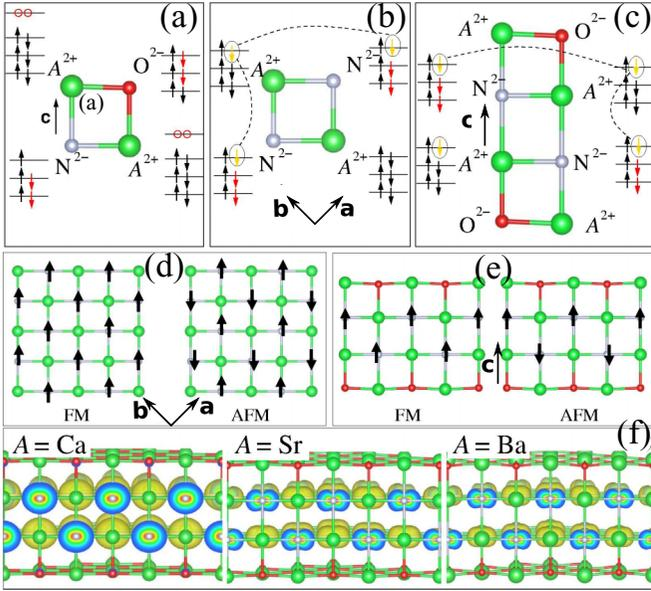 (a)
A²⁺
O²⁻
(a)
c
N²⁻
A²⁺
(b)
A²⁺
N²⁻
N²⁻
A²⁺
b
a
(c)
A²⁺
O²⁻
N²⁻
A²⁺
c
A²⁺
N²⁻
O²⁻
A²⁺
(d)
FM
b
a
AFM
(e)
c
FM
AFM
(f)
A = Ca
A = Sr
A = Ba